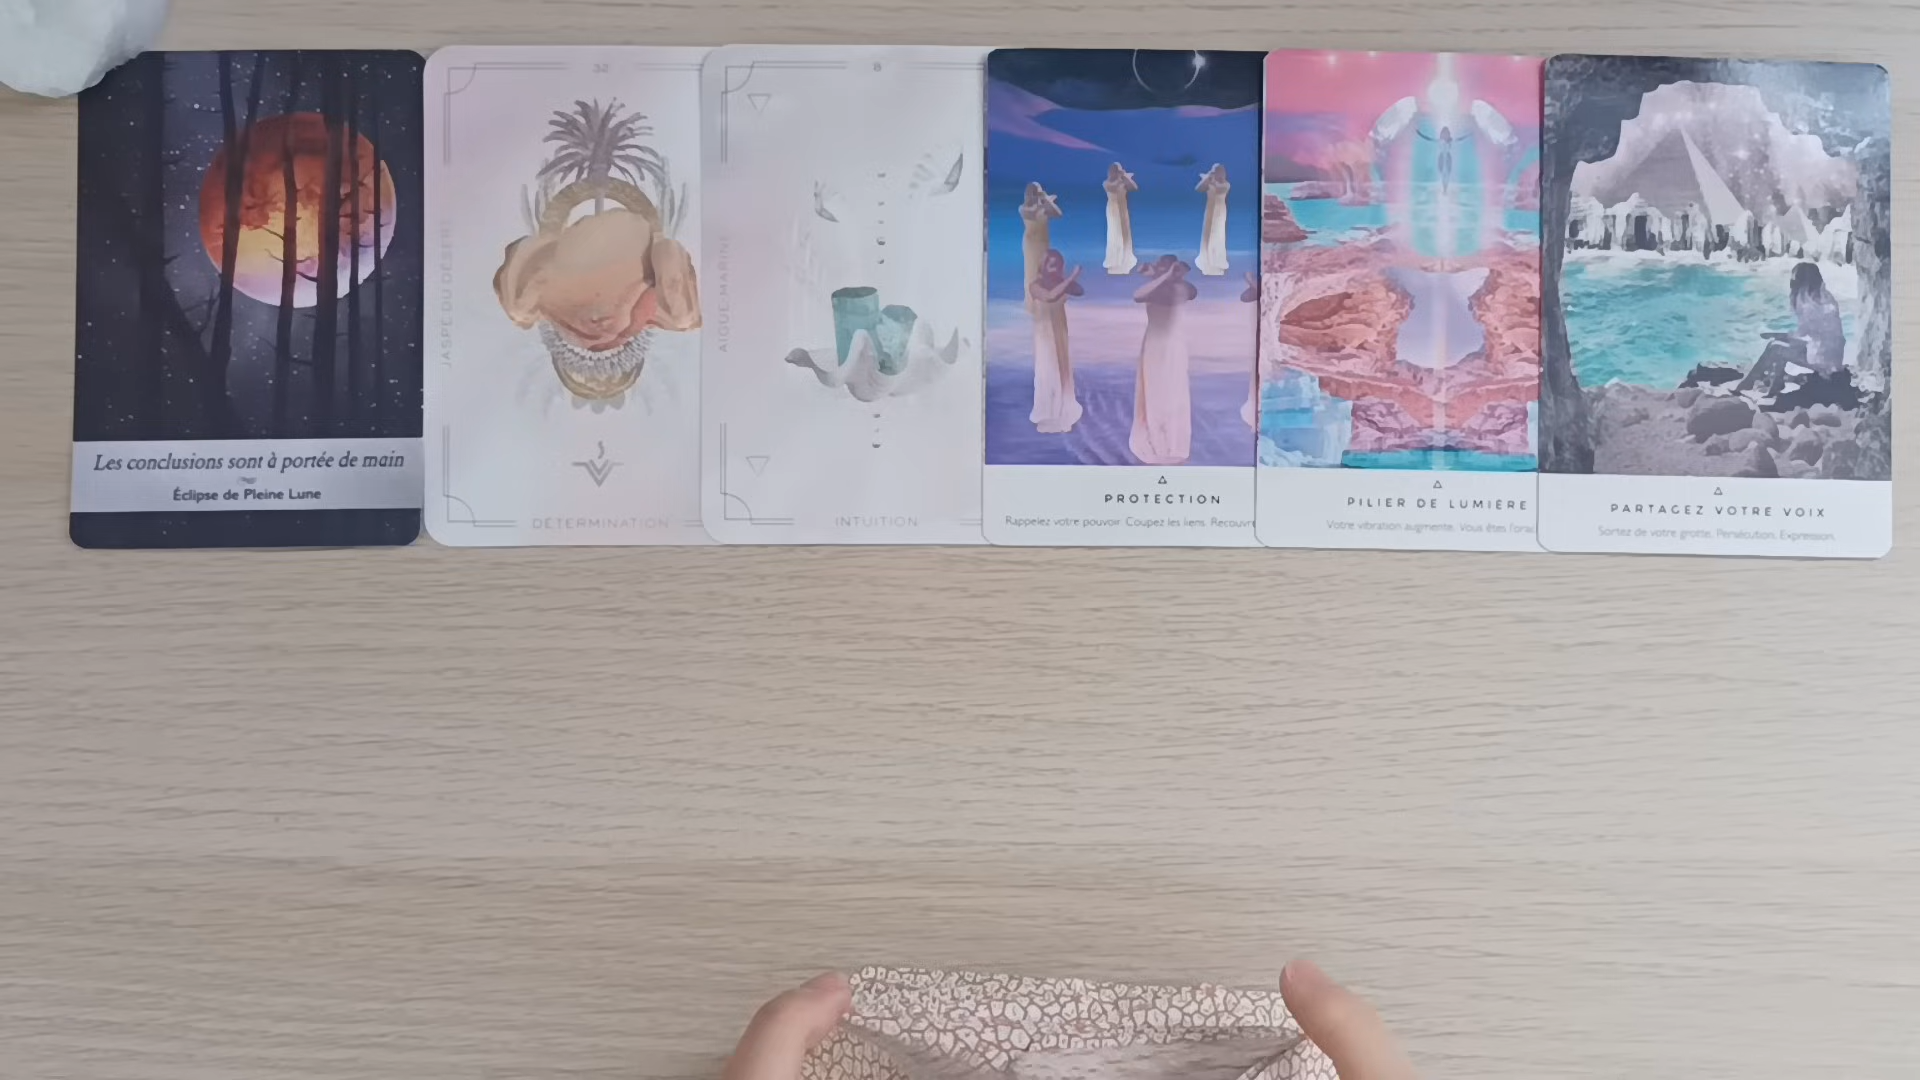 Les conclusions sont à portée de main
Éclipse de Pleine Lune
32
JASPE DU DÉSERT
DÉTERMINATION
8
AIGUE-MARINE
INTUITION
PROTECTION
Rappelez votre pouvoir. Coupez les liens. Recouvre
PILIER DE LUMIÈRE
Votre vibration augmente. Vous êtes l'orac
PARTAGEZ VOTRE VOIX
Sortez de votre grotte. Persécution. Expression.